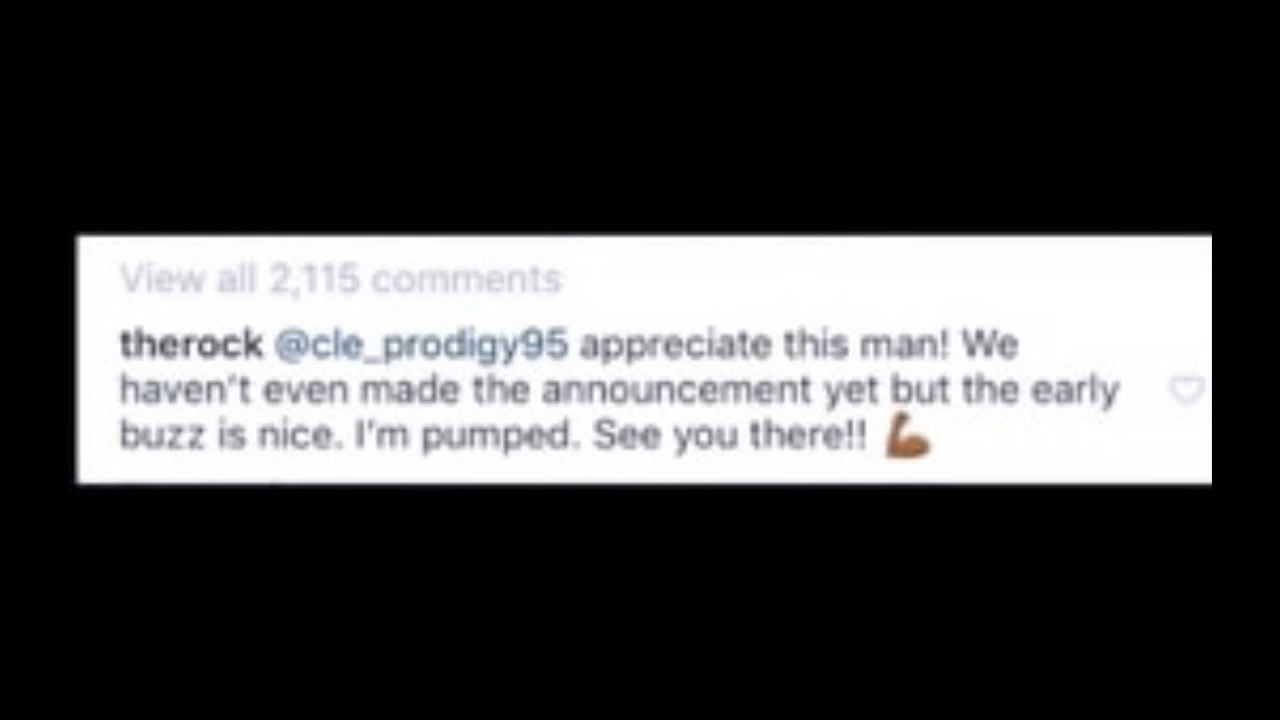 View all 2,115 comments
therock @cle_prodigy95 appreciate this man! We
haven't even made the announcement yet but the early
buzz is nice. I'm pumped. See you there!! 💪🏾